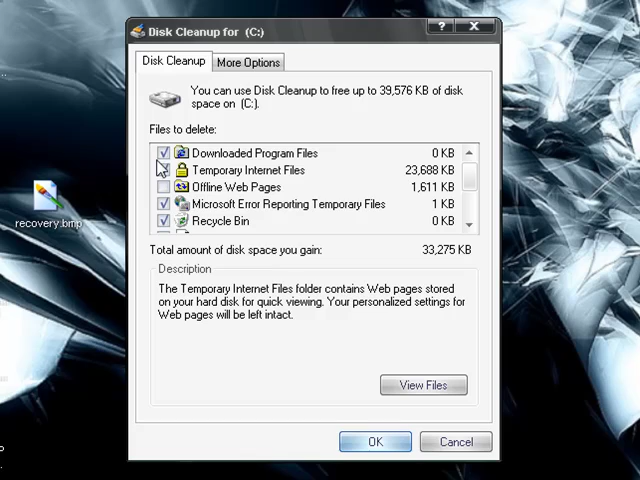 Disk Cleanup for (C:)
Disk Cleanup
More Options
You can use Disk Cleanup to free up to 39,576 KB of disk
space on (C:).
Files to delete:
Downloaded Program Files 0 KB
Temporary Internet Files 23,688 KB
Offline Web Pages 1,611 KB
Microsoft Error Reporting Temporary Files 1 KB
Recycle Bin 0 KB
Total amount of disk space you gain: 33,275 KB
Description
The Temporary Internet Files folder contains Web pages stored
on your hard disk for quick viewing. Your personalized settings for
Web pages will be left intact.
View Files
OK
Cancel
recovery.bmp